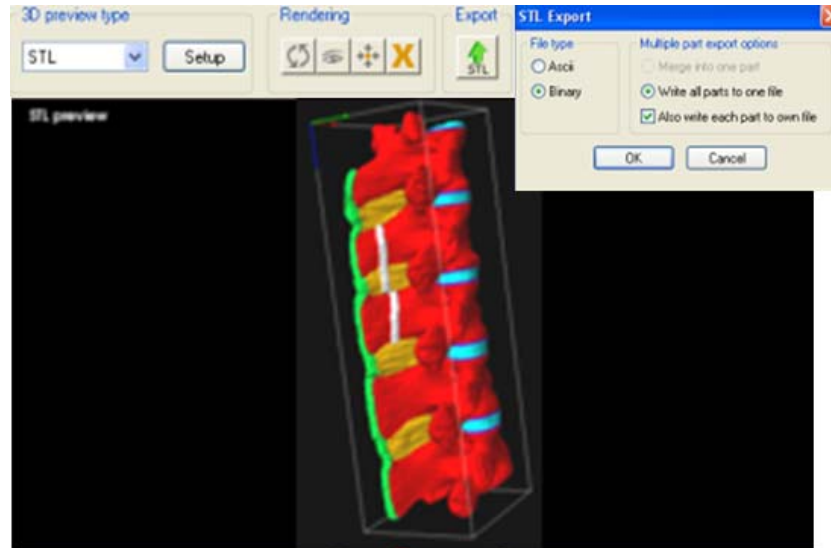 3D preview type
STL
Setup
Rendering
Export
STL
STL Export
File type
Ascii
Binary
Multiple part export options
Merge into one part
Write all parts to one file
Also write each part to own file
OK
Cancel
STL preview